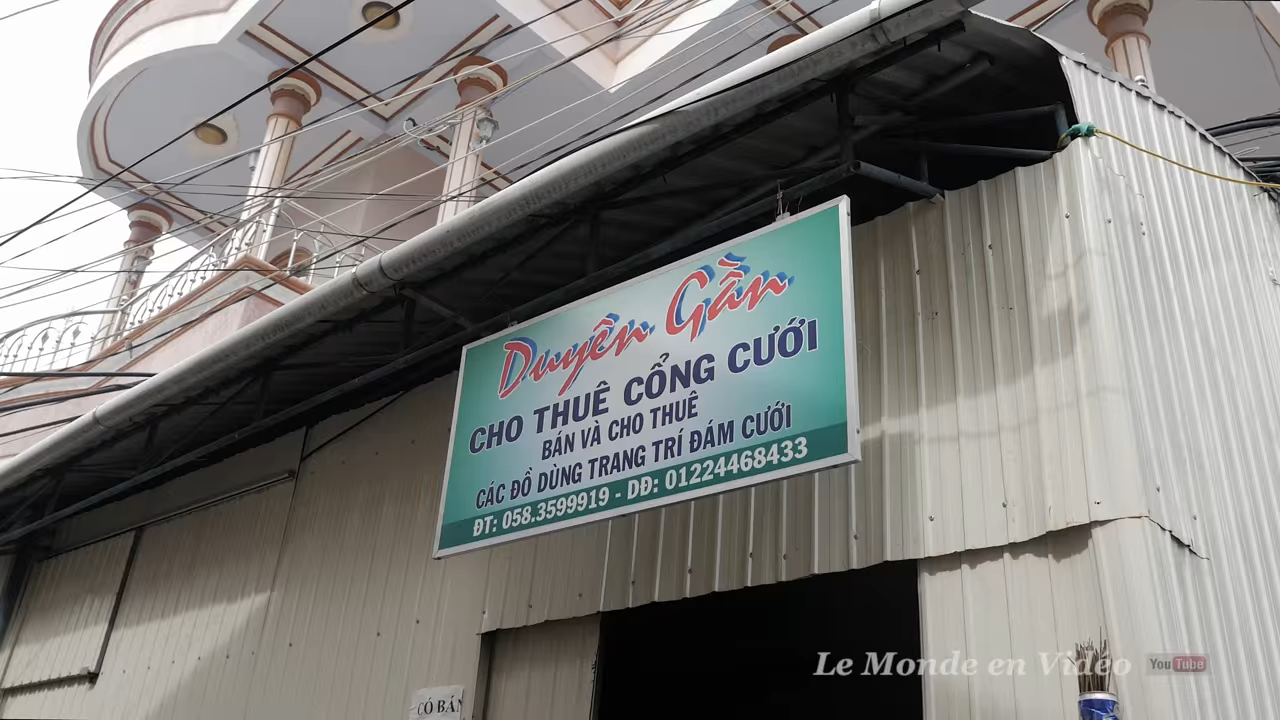 Duyên Gần
CHO THUÊ CỔNG CƯỚI
BÁN VÀ CHO THUÊ
CÁC ĐỒ DÙNG TRANG TRÍ ĐÁM CƯỚI
ĐT: 058.3599919 - DĐ: 01224468433
CÓ BÁN
Le Monde en Vidéo
YouTube